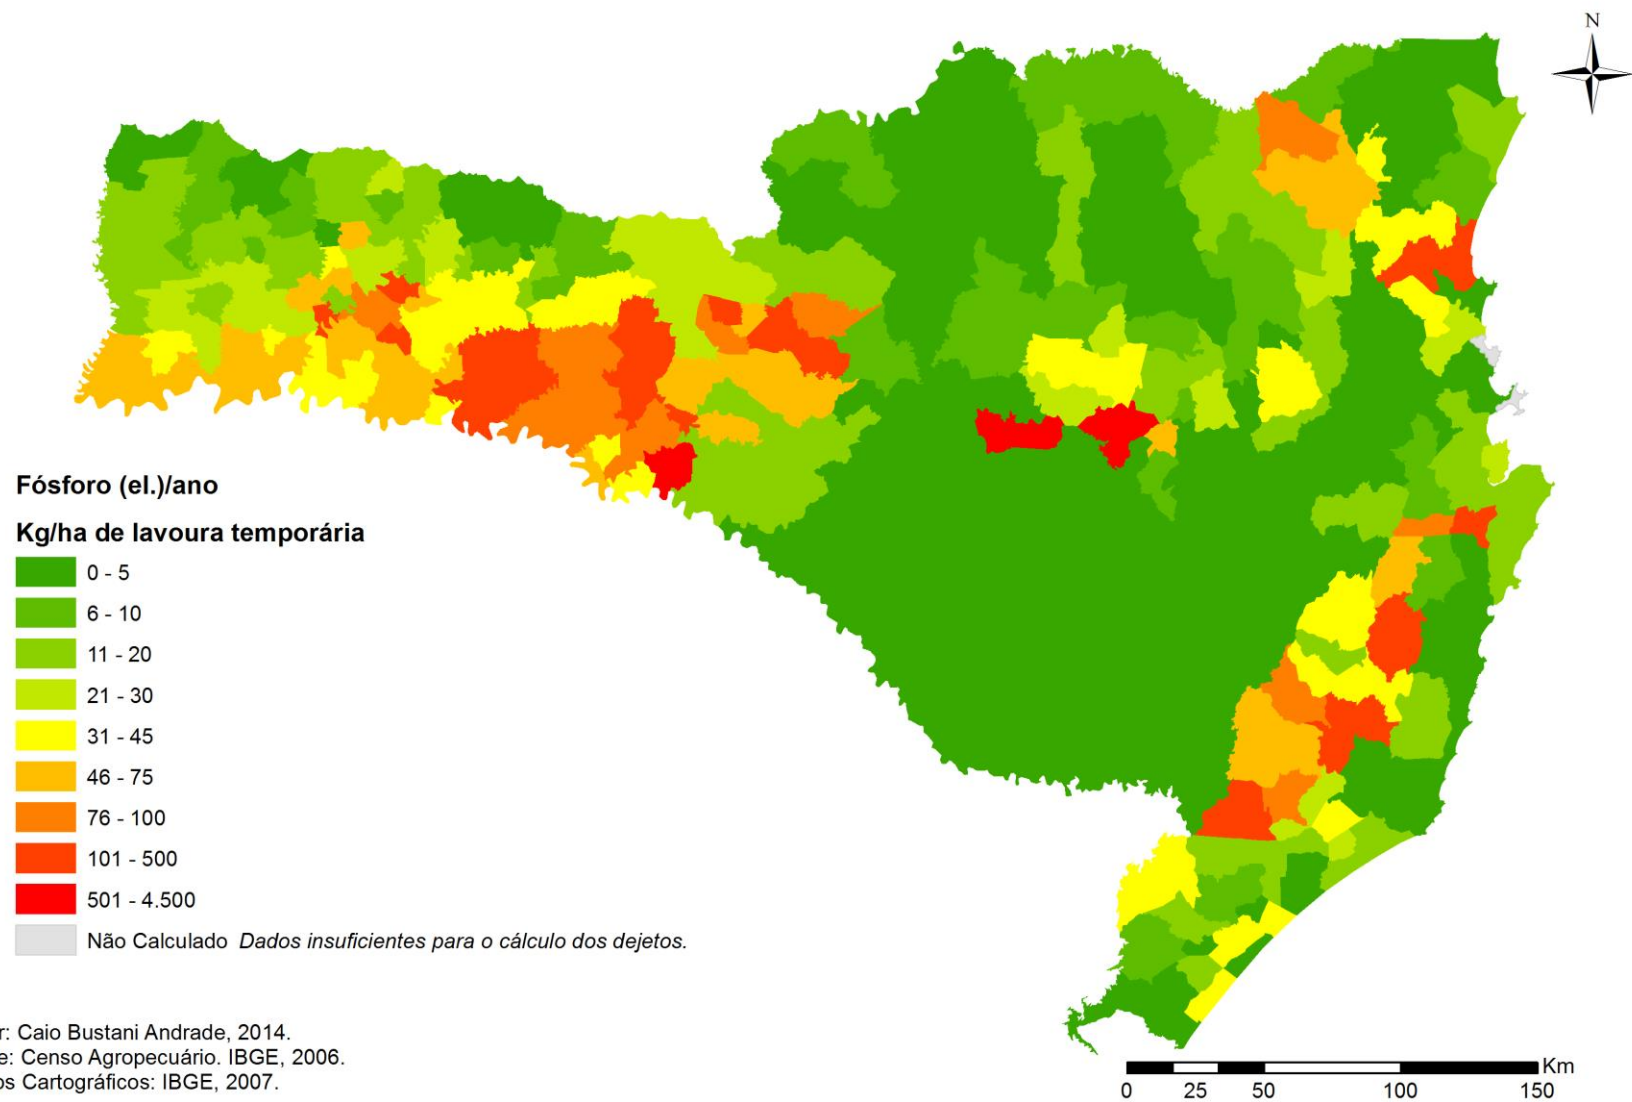 N
Fósforo (el.)/ano
Kg/ha de lavoura temporária
0 - 5
6 - 10
11 - 20
21 - 30
31 - 45
46 - 75
76 - 100
101 - 500
501 - 4.500
Não Calculado Dados insuficientes para o cálculo dos dejetos.
r: Caio Bustani Andrade, 2014.
e: Censo Agropecuário. IBGE, 2006.
os Cartográficos: IBGE, 2007.
Km
0 25 50 100 150